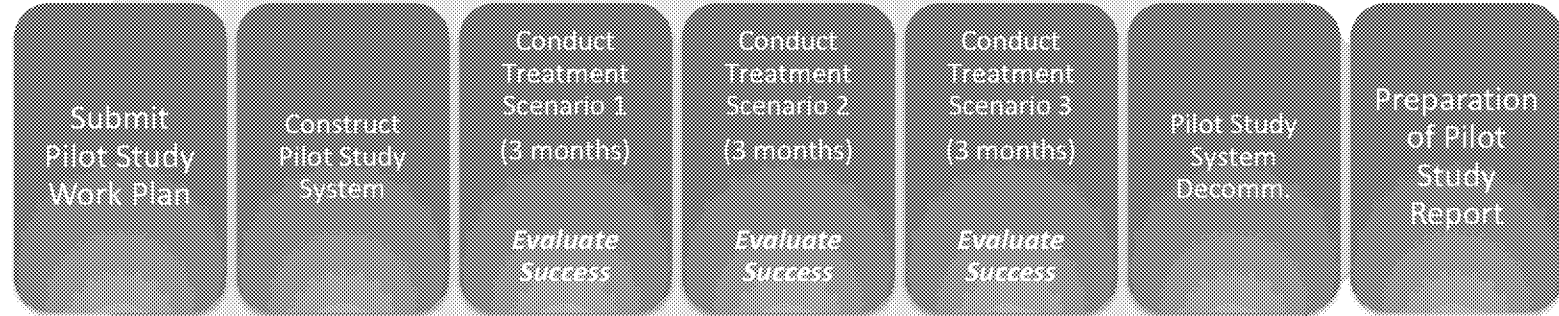 Submit
Pilot Study
Work Plan
Construct
Pilot Study
System
Conduct
Treatment
Scenario 1
(3 months)
Evaluate
Success
Conduct
Treatment
Scenario 2
(3 months)
Evaluate
Success
Conduct
Treatment
Scenario 3
(3 months)
Evaluate
Success
Pilot Study
System
Decomm.
Preparation
of Pilot
Study
Report